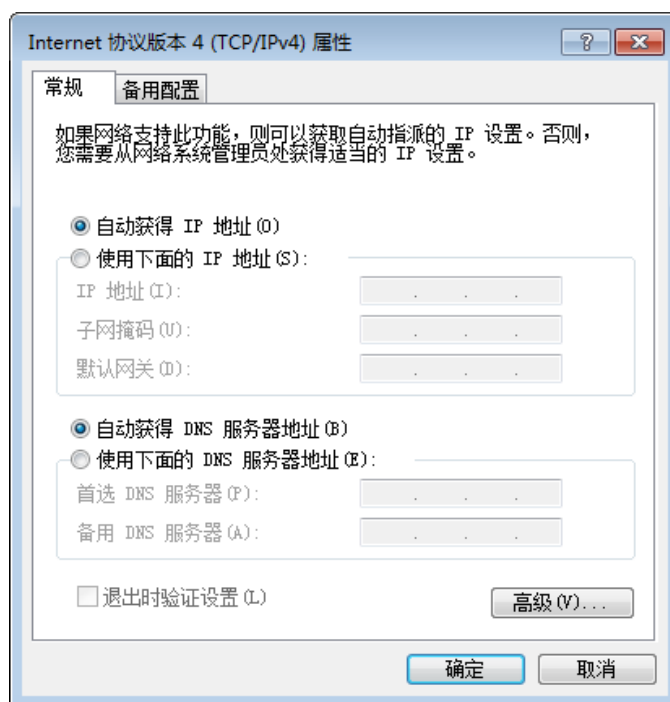 Internet 协议版本 4 (TCP/IPv4) 属性
常规
备用配置
如果网络支持此功能，则可以获取自动指派的 IP 设置。否则，
您需要从网络系统管理员处获得适当的 IP 设置。
自动获得 IP 地址(O)
使用下面的 IP 地址(S):
IP 地址(I):
子网掩码(U):
默认网关(D):
自动获得 DNS 服务器地址(B)
使用下面的 DNS 服务器地址(E):
首选 DNS 服务器(P):
备用 DNS 服务器(A):
退出时验证设置(L)
高级(V)...
确定
取消